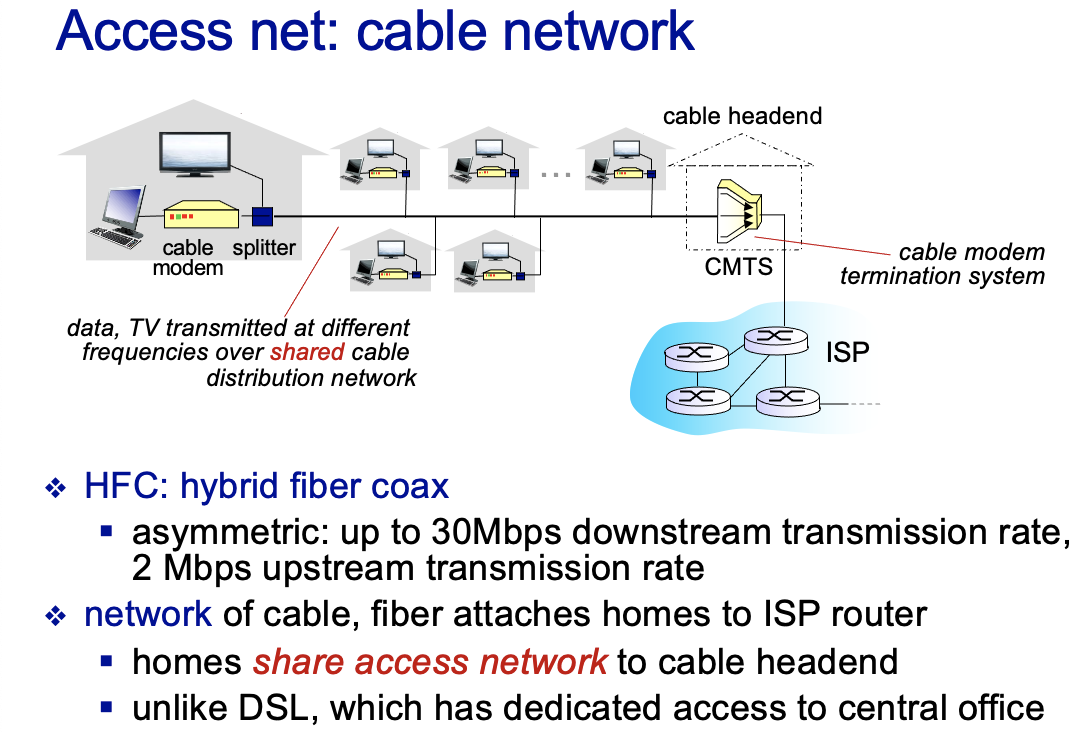 Access net: cable network
cable headend
cable
modem
splitter
CMTS
cable modem
termination system
data, TV transmitted at different
frequencies over shared cable
distribution network
ISP
❖ HFC: hybrid fiber coax
▪ asymmetric: up to 30Mbps downstream transmission rate,
2 Mbps upstream transmission rate
❖ network of cable, fiber attaches homes to ISP router
▪ homes share access network to cable headend
▪ unlike DSL, which has dedicated access to central office